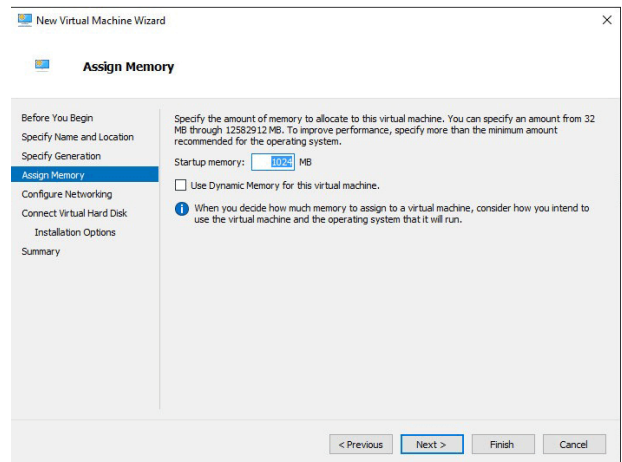 New Virtual Machine Wizard
Assign Memory
Before You Begin
Specify Name and Location
Specify Generation
Assign Memory
Configure Networking
Connect Virtual Hard Disk
Installation Options
Summary
Specify the amount of memory to allocate to this virtual machine. You can specify an amount from 32
MB through 12582912 MB. To improve performance, specify more than the minimum amount
recommended for the operating system.
Startup memory: 1024 MB
Use Dynamic Memory for this virtual machine.
When you decide how much memory to assign to a virtual machine, consider how you intend to
use the virtual machine and the operating system that it will run.
< Previous Next > Finish Cancel